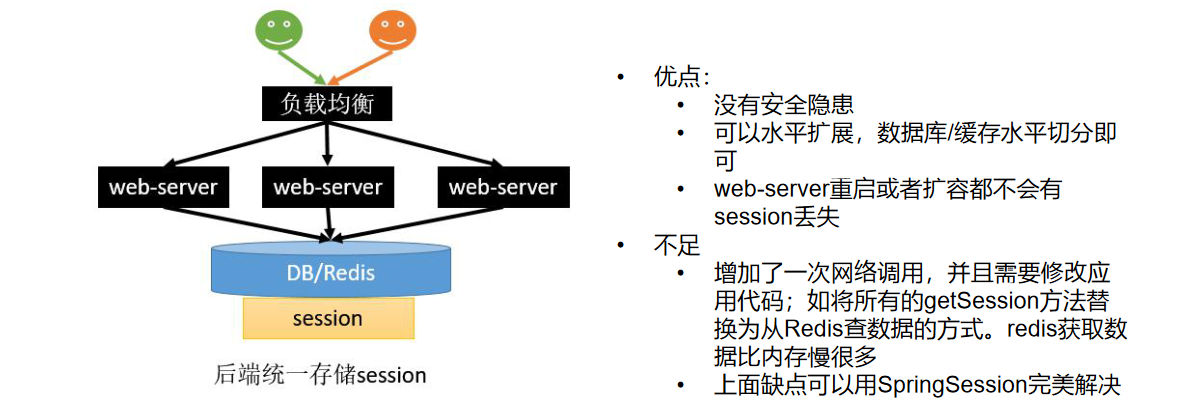 负载均衡
web-server
web-server
web-server
DB/Redis
session
后端统一存储session
• 优点：
• 没有安全隐患
• 可以水平扩展，数据库/缓存水平切分即
可
• web-server重启或者扩容都不会有
session丢失
• 不足
• 增加了一次网络调用，并且需要修改应
用代码；如将所有的getSession方法替
换为从Redis查数据的方式。redis获取数
据比内存慢很多
• 上面缺点可以用SpringSession完美解决